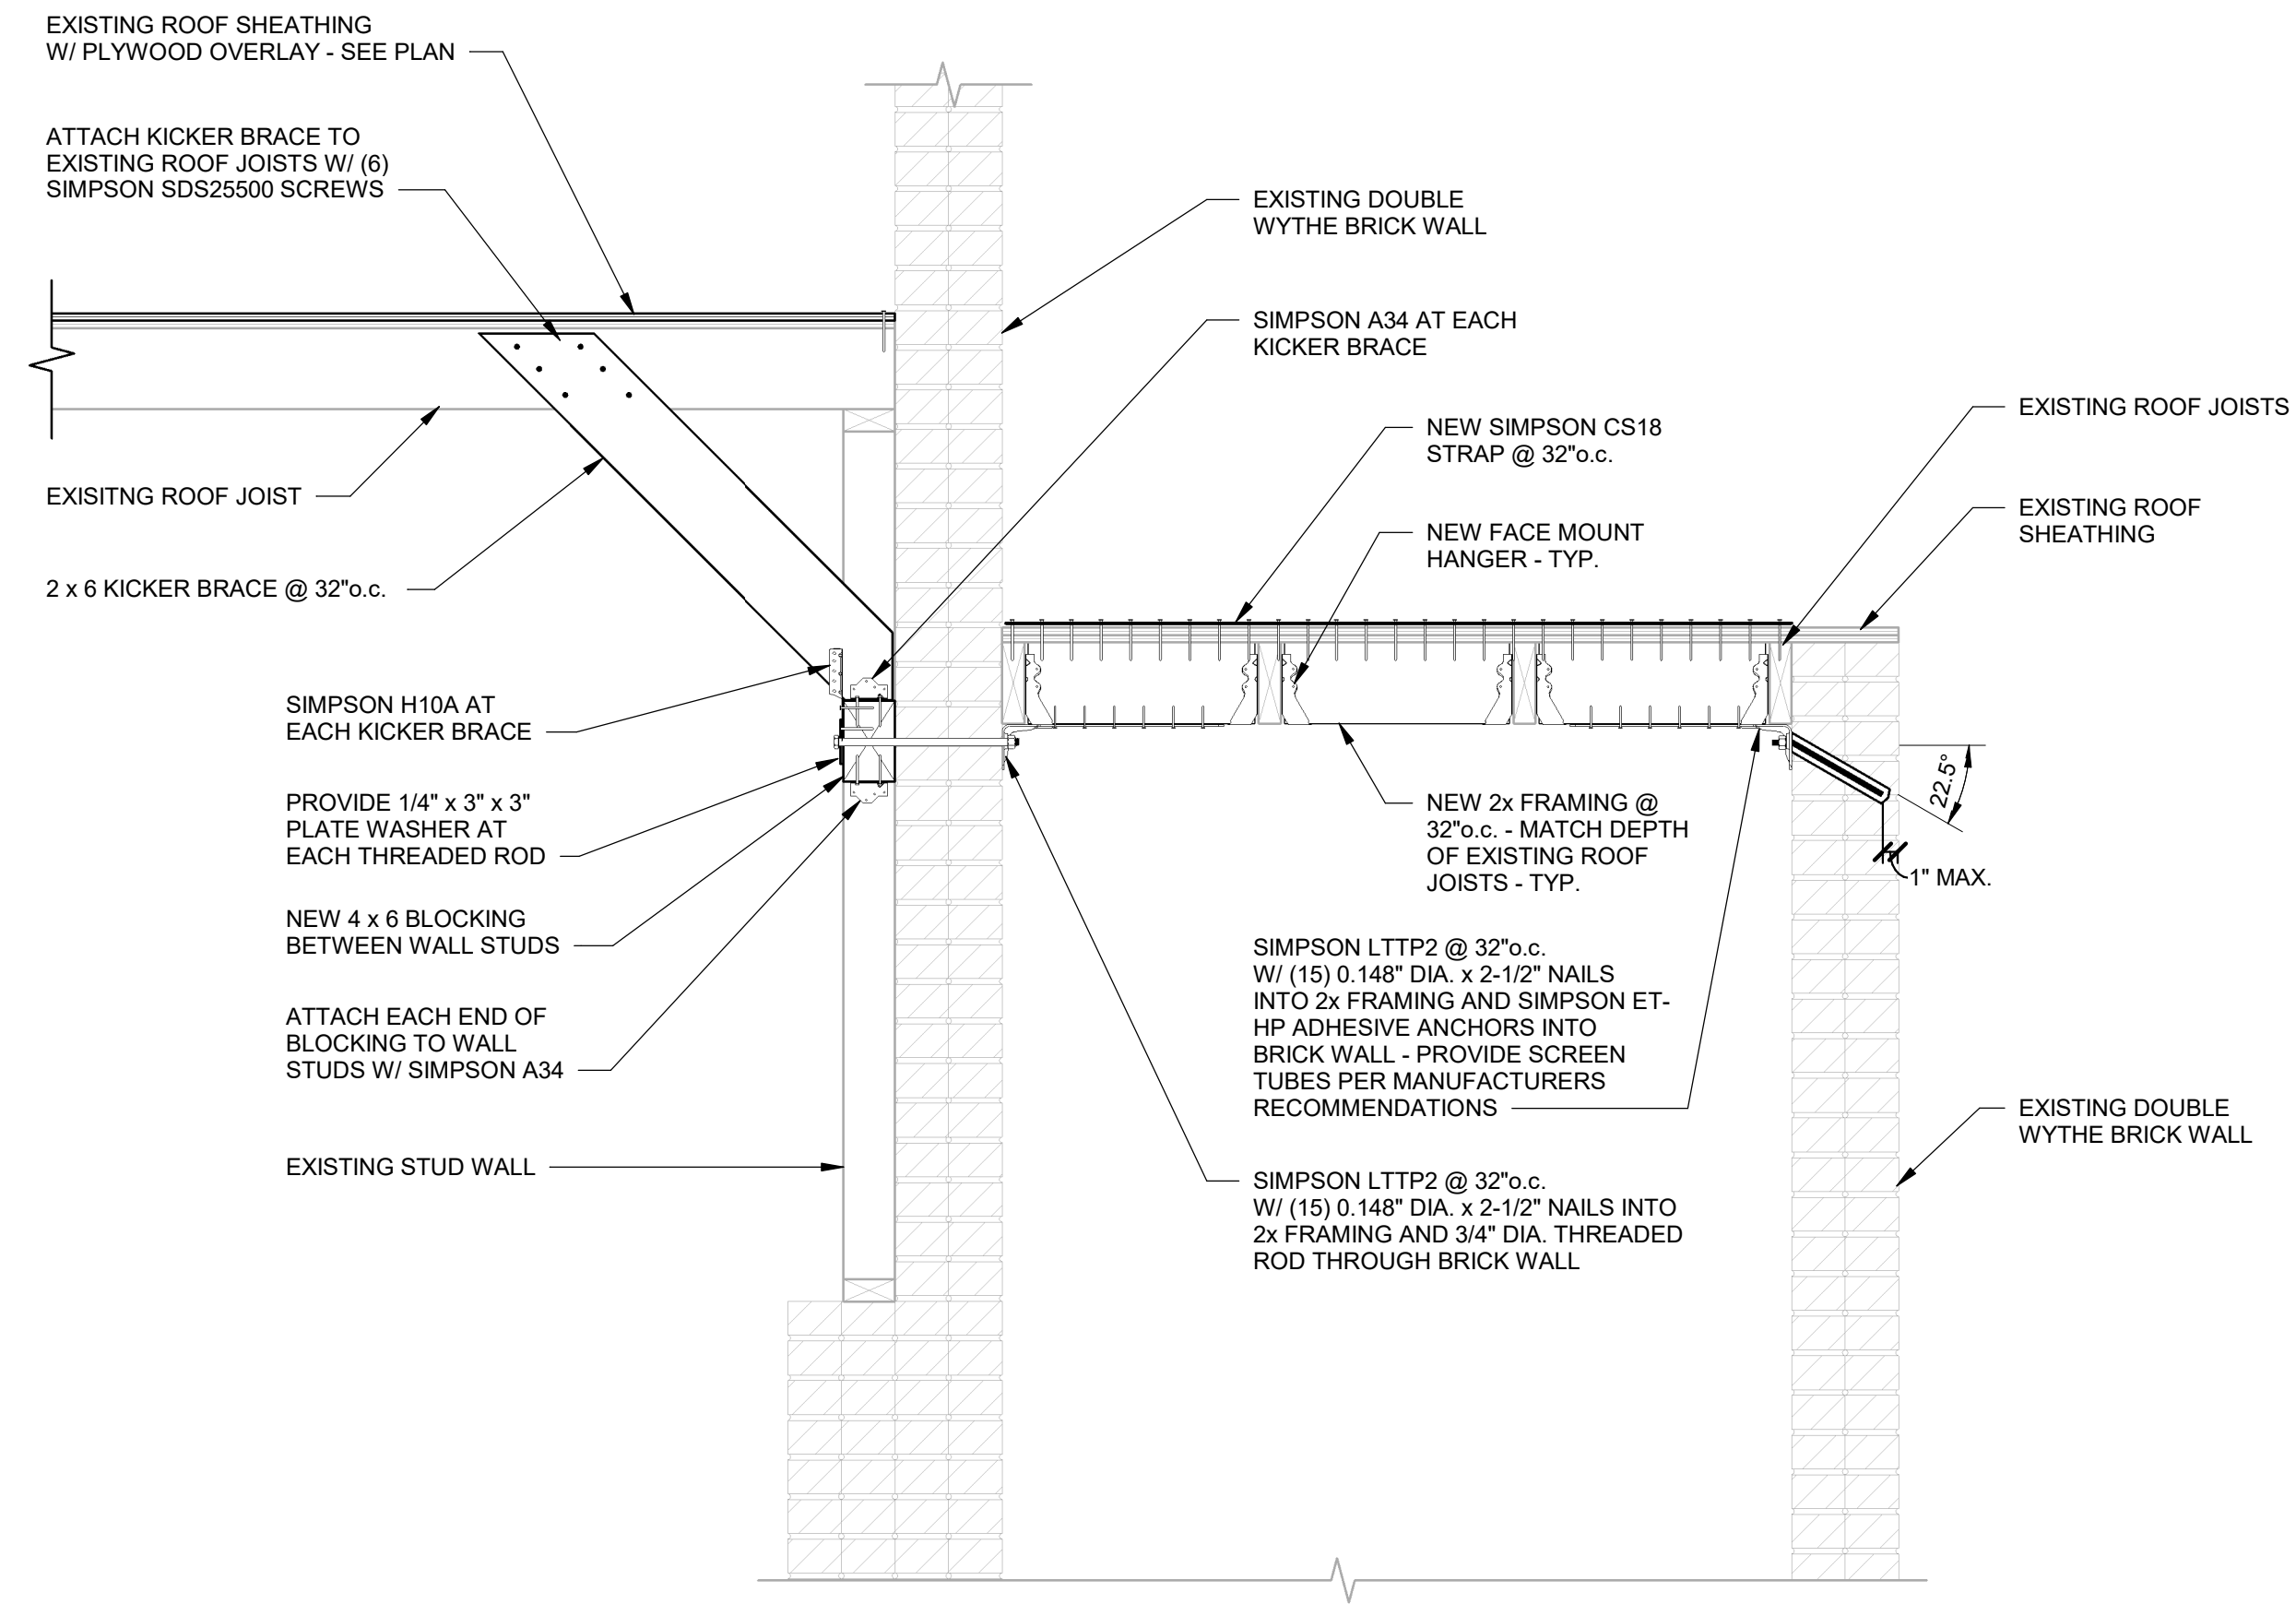 EXISTING ROOF SHEATHING
W/ PLYWOOD OVERLAY - SEE PLAN
ATTACH KICKER BRACE TO
EXISTING ROOF JOISTS W/ (6)
SIMPSON SDS25500 SCREWS
EXISITNG ROOF JOIST
2 x 6 KICKER BRACE @ 32"o.c.
SIMPSON H10A AT
EACH KICKER BRACE
PROVIDE 1/4" x 3" x 3"
PLATE WASHER AT
EACH THREADED ROD
NEW 4 x 6 BLOCKING
BETWEEN WALL STUDS
ATTACH EACH END OF
BLOCKING TO WALL
STUDS W/ SIMPSON A34
EXISTING STUD WALL
EXISTING DOUBLE
WYTHE BRICK WALL
SIMPSON A34 AT EACH
KICKER BRACE
NEW SIMPSON CS18
STRAP @ 32"o.c.
NEW FACE MOUNT
HANGER - TYP.
EXISTING ROOF JOISTS
EXISTING ROOF
SHEATHING
22.5°
1" MAX.
NEW 2x FRAMING @
32"o.c. - MATCH DEPTH
OF EXISTING ROOF
JOISTS - TYP.
SIMPSON LTTP2 @ 32"o.c.
W/ (15) 0.148" DIA. x 2-1/2" NAILS
INTO 2x FRAMING AND SIMPSON ET-
HP ADHESIVE ANCHORS INTO
BRICK WALL - PROVIDE SCREEN
TUBES PER MANUFACTURERS
RECOMMENDATIONS
SIMPSON LTTP2 @ 32"o.c.
W/ (15) 0.148" DIA. x 2-1/2" NAILS INTO
2x FRAMING AND 3/4" DIA. THREADED
ROD THROUGH BRICK WALL
EXISTING DOUBLE
WYTHE BRICK WALL